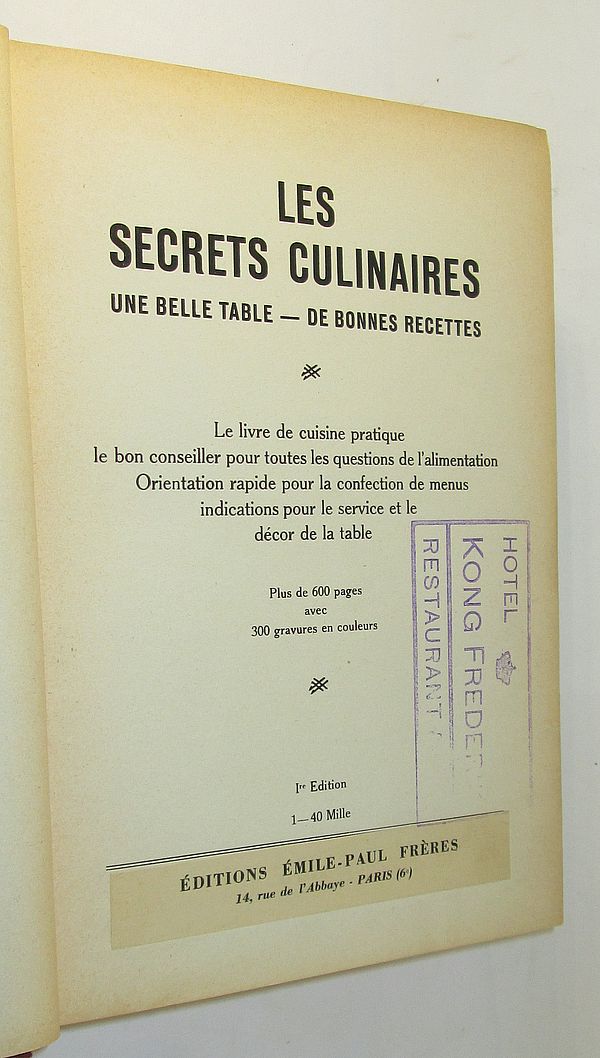 LES
SECRETS CULINAIRES
UNE BELLE TABLE — DE BONNES RECETTES
Le livre de cuisine pratique
le bon conseiller pour toutes les questions de l'alimentation
Orientation rapide pour la confection de menus
indications pour le service et le
décor de la table
Plus de 600 pages
avec
300 gravures en couleurs
Iʳᵉ Edition
1—40 Mille
ÉDITIONS ÉMILE-PAUL FRÈRES
14, rue de l'Abbaye - PARIS (6ᵉ)
HOTEL
KONG FREDER
RESTAURANT